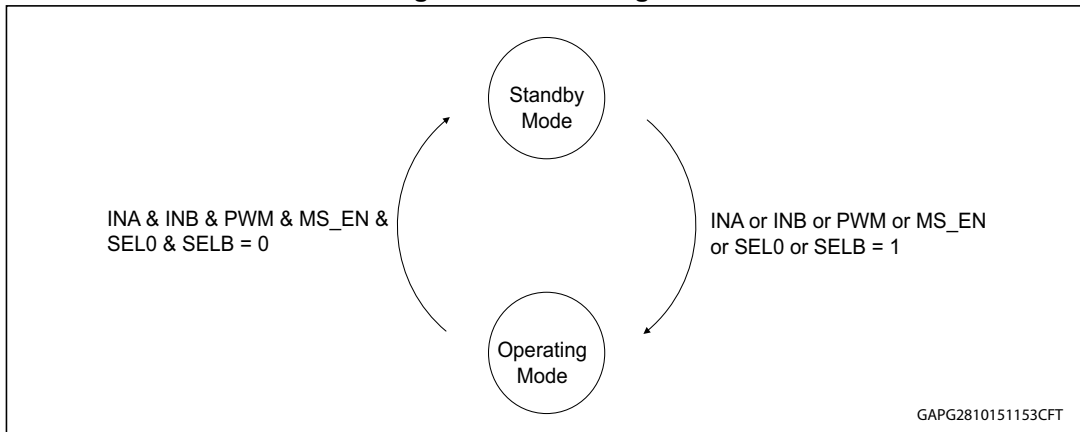 Standby
Mode
INA & INB & PWM & MS_EN &
SEL0 & SELB = 0
INA or INB or PWM or MS_EN
or SEL0 or SELB = 1
Operating
Mode
GAPG2810151153CFT